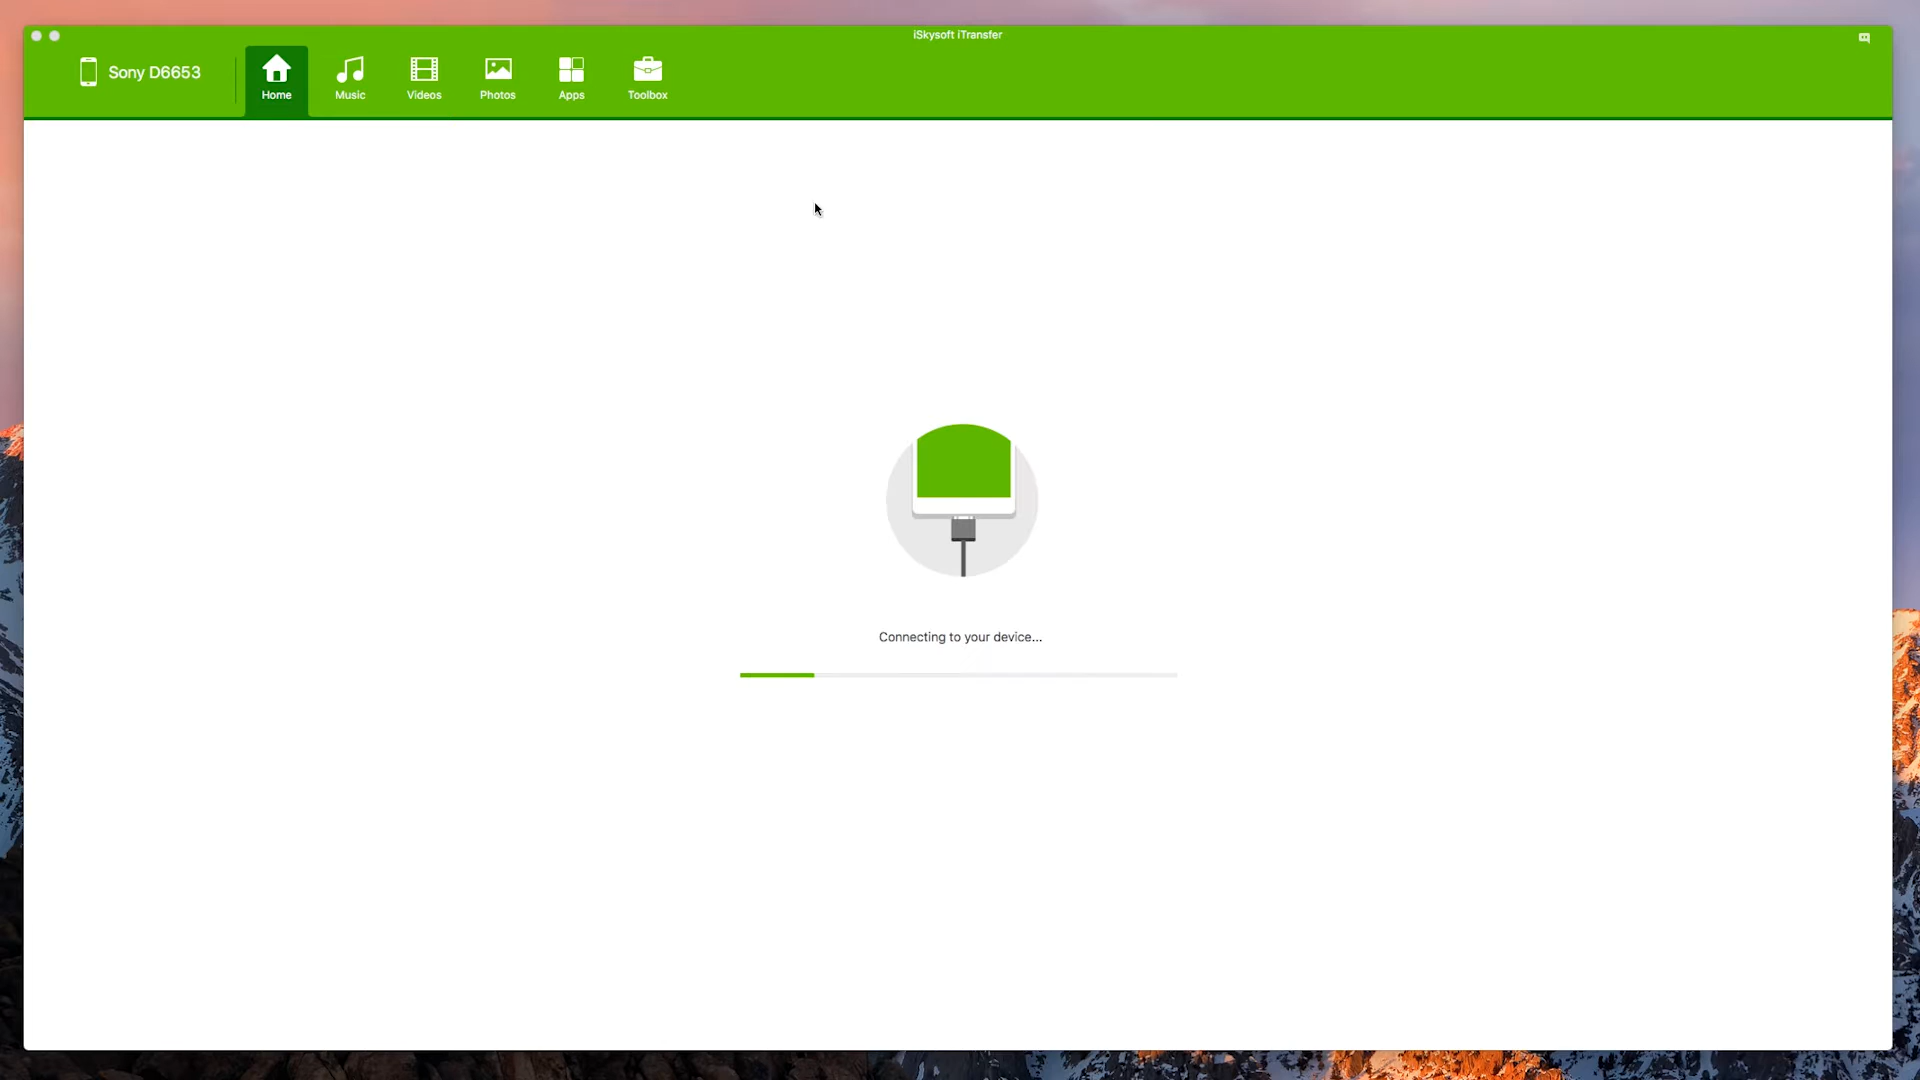 iSkysoft iTransfer
Sony D6653
Home
Music
Videos
Photos
Apps
Toolbox
Connecting to your device...